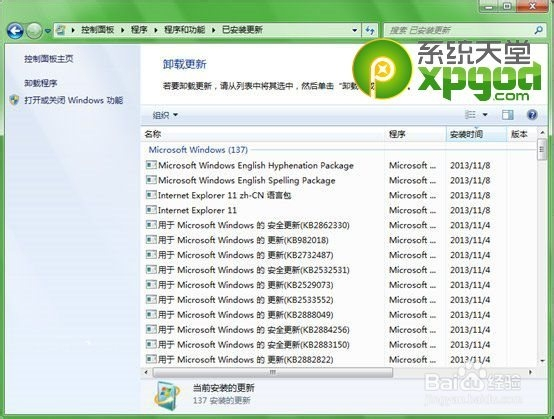 控制面板 ▸ 程序 ▸ 程序和功能 ▸ 已安装更新
搜索 已安装更新
系统天堂
xpgod
.com
控制面板主页
卸载程序
打开或关闭 Windows 功能
卸载更新
若要卸载更新，请从列表中将其选中，然后单击“卸载
组织
名称 程序 安装时间 版本
Microsoft Windows (137)
Microsoft Windows English Hyphenation Package Microsoft ... 2013/11/8
Microsoft Windows English Spelling Package Microsoft ... 2013/11/8
Internet Explorer 11 zh-CN 语言包 Microsoft ... 2013/11/8
Internet Explorer 11 Microsoft ... 2013/11/8
用于 Microsoft Windows 的 安全更新(KB2862330) Microsoft ... 2013/11/4
用于 Microsoft Windows 的 更新(KB982018) Microsoft ... 2013/11/4
用于 Microsoft Windows 的 更新(KB2732487) Microsoft ... 2013/11/4
用于 Microsoft Windows 的 安全更新(KB2532531) Microsoft ... 2013/11/4
用于 Microsoft Windows 的 更新(KB2529073) Microsoft ... 2013/11/4
用于 Microsoft Windows 的 更新(KB2533552) Microsoft ... 2013/11/4
用于 Microsoft Windows 的 更新(KB2888049) Microsoft ... 2013/11/4
用于 Microsoft Windows 的 安全更新(KB2884256) Microsoft ... 2013/11/4
用于 Microsoft Windows 的 安全更新(KB2883150) Microsoft ... 2013/11/4
用于 Microsoft Windows 的 更新(KB2882822) Microsoft ... 2013/11/4
当前安装的更新
137 安装的更新
Baidu 经验
jingyan.baidu.com